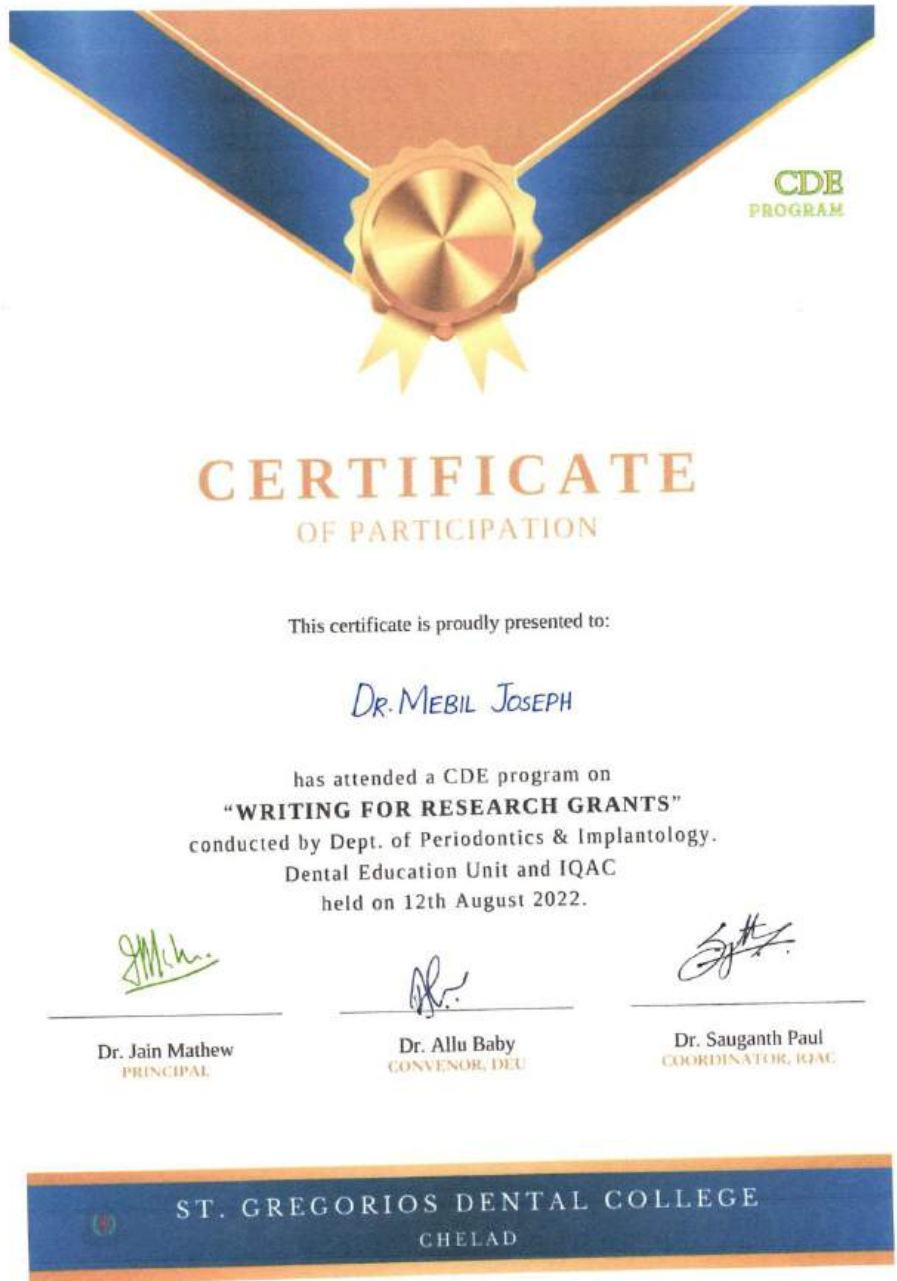 CDE
PROGRAM
CERTIFICATE
OF PARTICIPATION
This certificate is proudly presented to:
DR. MEBIL JOSEPH
has attended a CDE program on
“WRITING FOR RESEARCH GRANTS”
conducted by Dept. of Periodontics & Implantology.
Dental Education Unit and IQAC
held on 12th August 2022.
Dr. Jain Mathew
PRINCIPAL
Dr. Allu Baby
CONVENOR, DEU
Dr. Sauganth Paul
COORDINATOR, IQAC
ST. GREGORIOS DENTAL COLLEGE
CHELAD